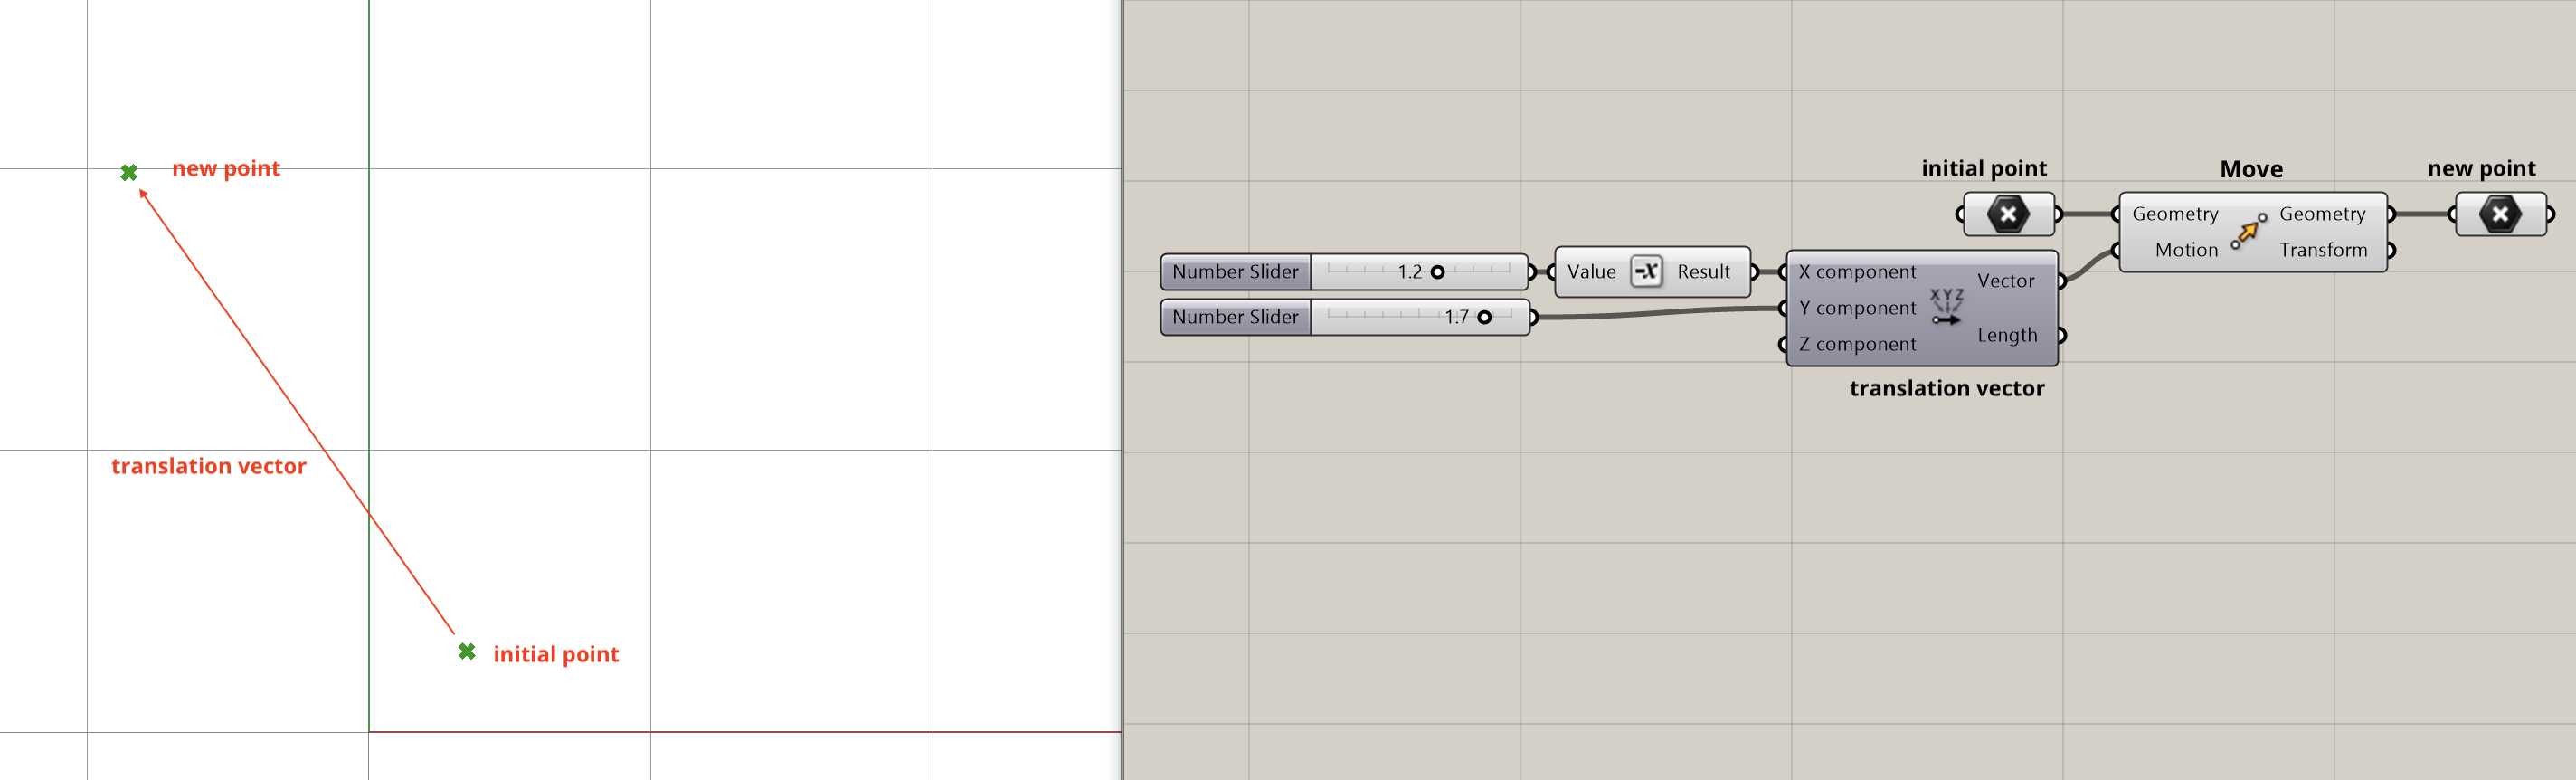 new point
translation vector
initial point
initial point
Move
new point
Geometry
Geometry
Motion
Transform
Number Slider
1.2
Value
-x
Result
X component
Vector
Number Slider
1.7
Y component
XYZ
Z component
Length
translation vector